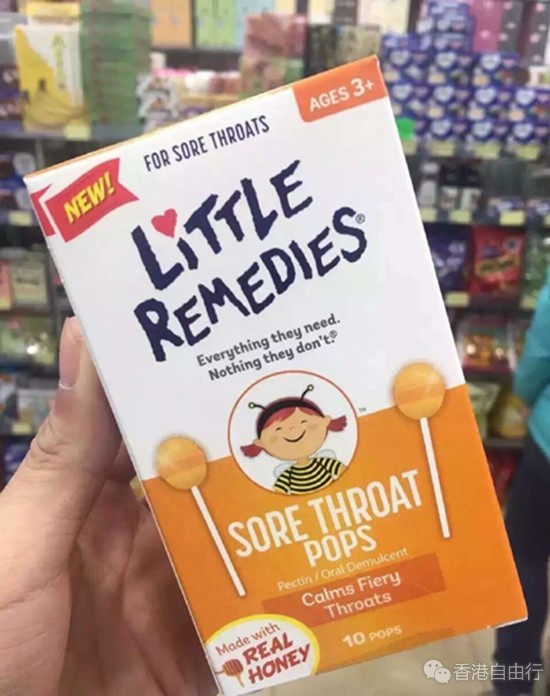 AGES 3+
FOR SORE THROATS
NEW!
LiTTLE
REMEDIES®
Everything they need.
Nothing they don't.®
TM
SORE THROAT
POPS
Pectin / Oral Demulcent
Calms Fiery
Throats
Made with
REAL
HONEY
10 POPS
香港自由行